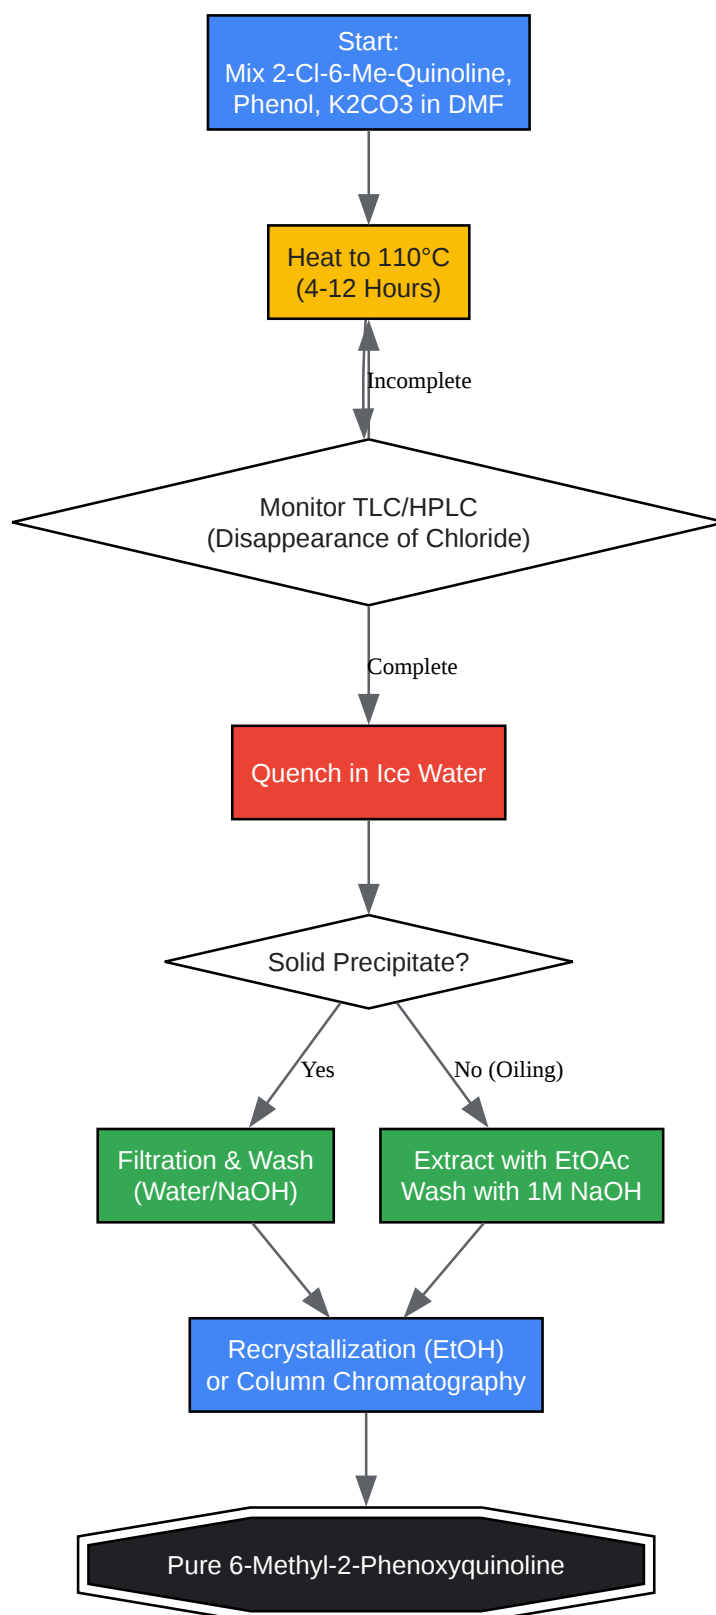 Start:
Mix 2-Cl-6-Me-Quinoline,
Phenol, K2CO3 in DMF
Heat to 110°C
(4-12 Hours)
Incomplete
Monitor TLC/HPLC
(Disappearance of Chloride)
Complete
Quench in Ice Water
Solid Precipitate?
Yes
No (Oiling)
Filtration & Wash
(Water/NaOH)
Extract with EtOAc
Wash with 1M NaOH
Recrystallization (EtOH)
or Column Chromatography
Pure 6-Methyl-2-Phenoxyquinoline